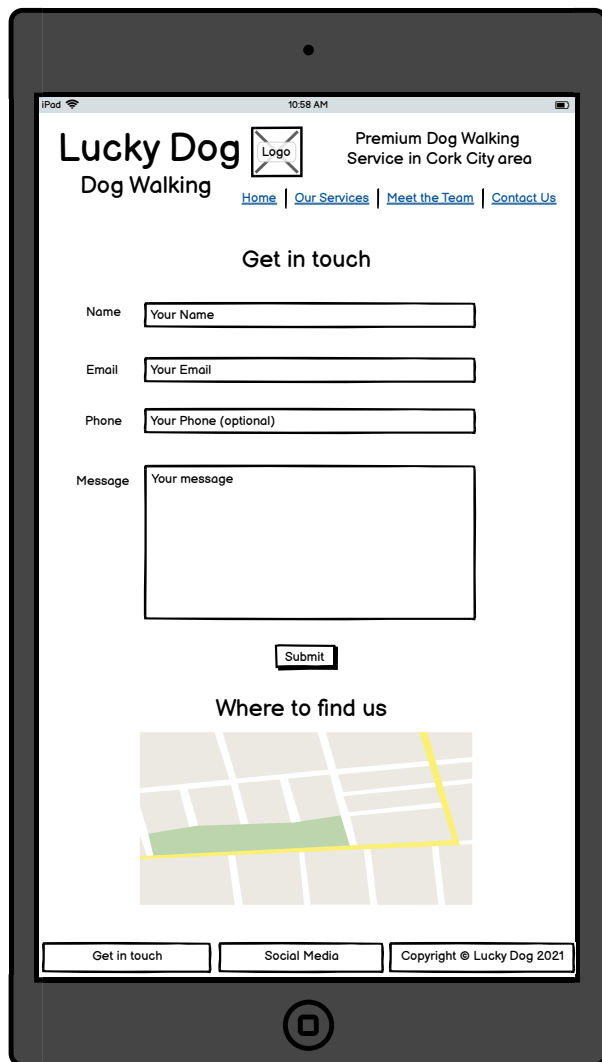 iPad
10:58 AM
Lucky Dog
Dog Walking
Logo
Premium Dog Walking
Service in Cork City area
Home
Our Services
Meet the Team
Contact Us
Get in touch
Name
Your Name
Email
Your Email
Phone
Your Phone (optional)
Message
Your message
Submit
Where to find us
Get in touch
Social Media
Copyright © Lucky Dog 2021